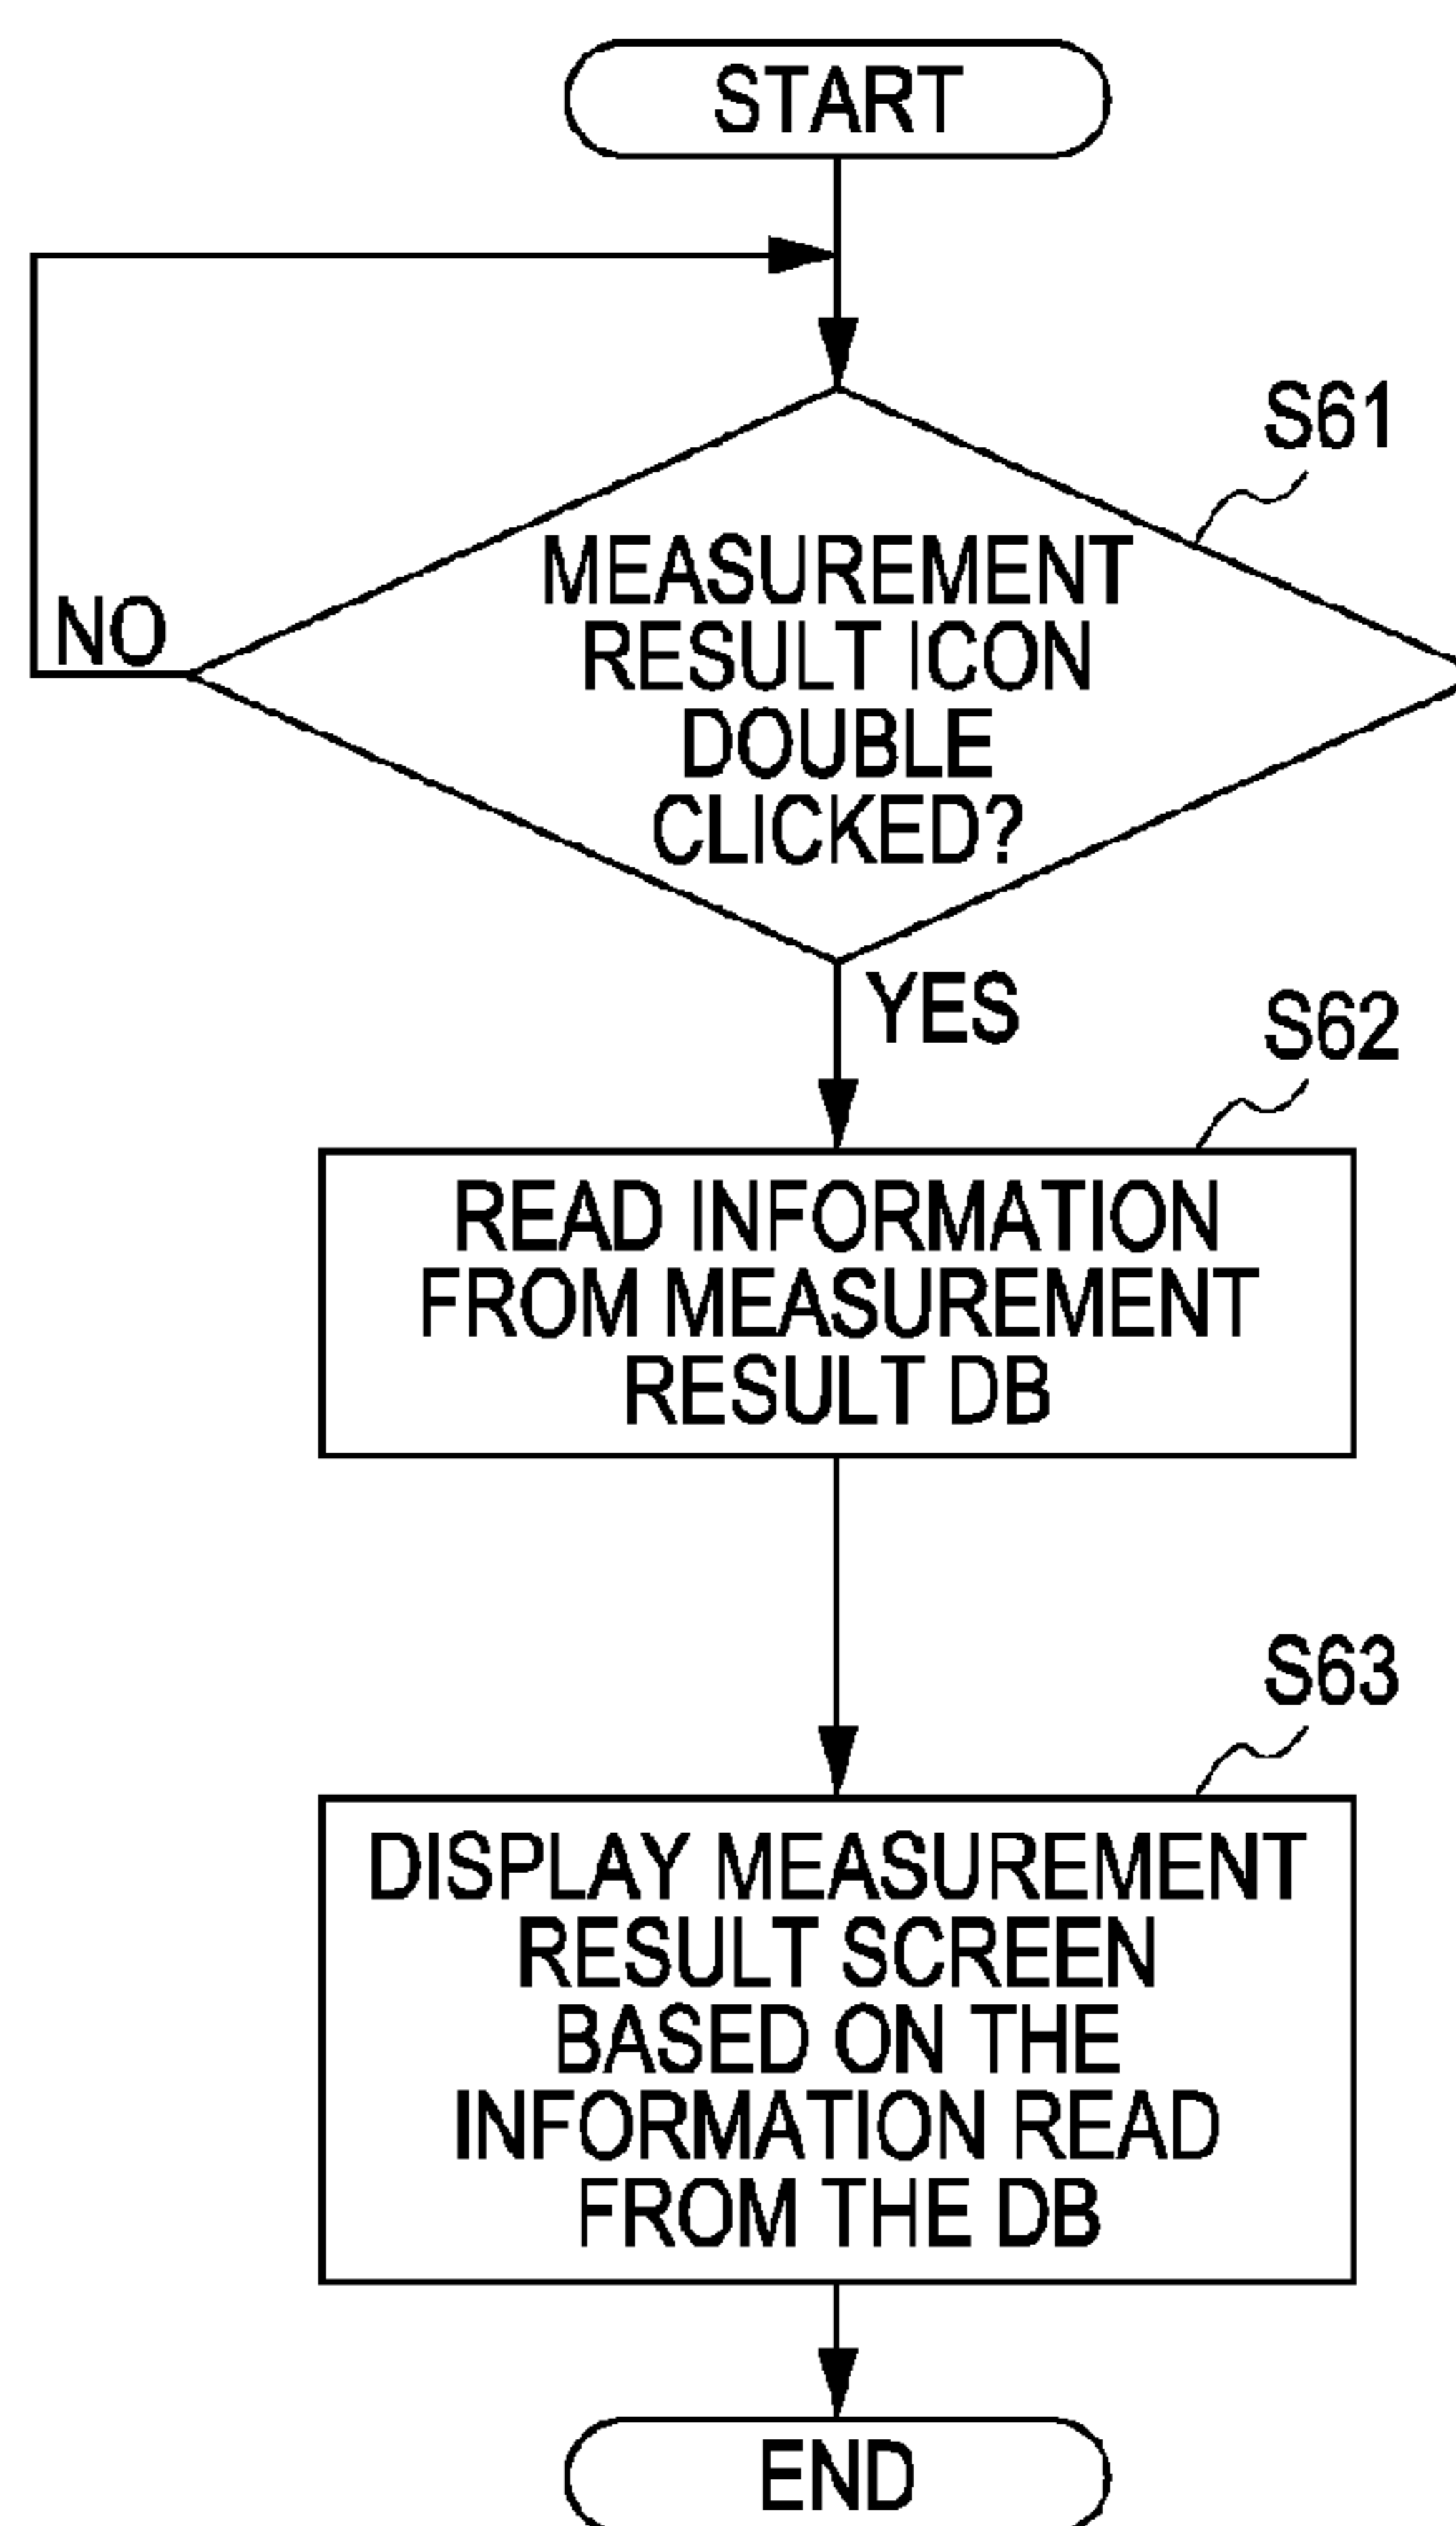 START
S61
MEASUREMENT
RESULT ICON
DOUBLE
CLICKED?
NO
YES
S62
READ INFORMATION
FROM MEASUREMENT
RESULT DB
S63
DISPLAY MEASUREMENT
RESULT SCREEN
BASED ON THE
INFORMATION READ
FROM THE DB
END